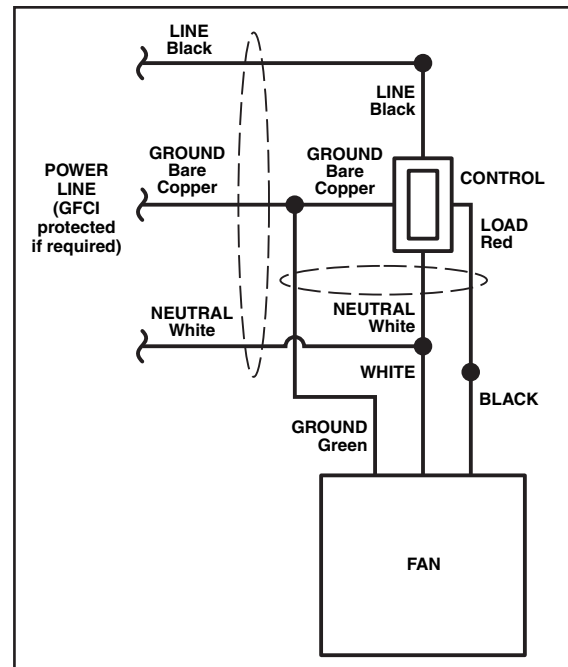 LINE
Black
LINE
Black
POWER
LINE
(GFCI
protected
if required)
GROUND
Bare
Copper
GROUND
Bare
Copper
CONTROL
LOAD
Red
NEUTRAL
White
NEUTRAL
White
WHITE
BLACK
GROUND
Green
FAN